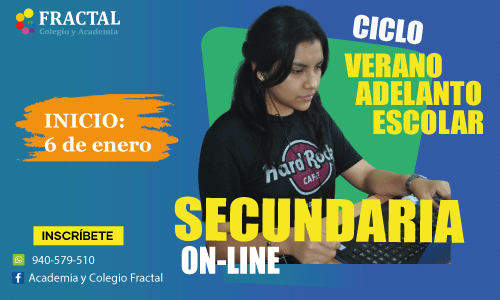 FRACTAL
Colegio y Academia
CICLO
VERANO
ADELANTO
ESCOLAR
INICIO:
6 de enero
Hard Rock
CAFE
SECUNDARIA
ON-LINE
INSCRÍBETE
940-579-510
Academia y Colegio Fractal